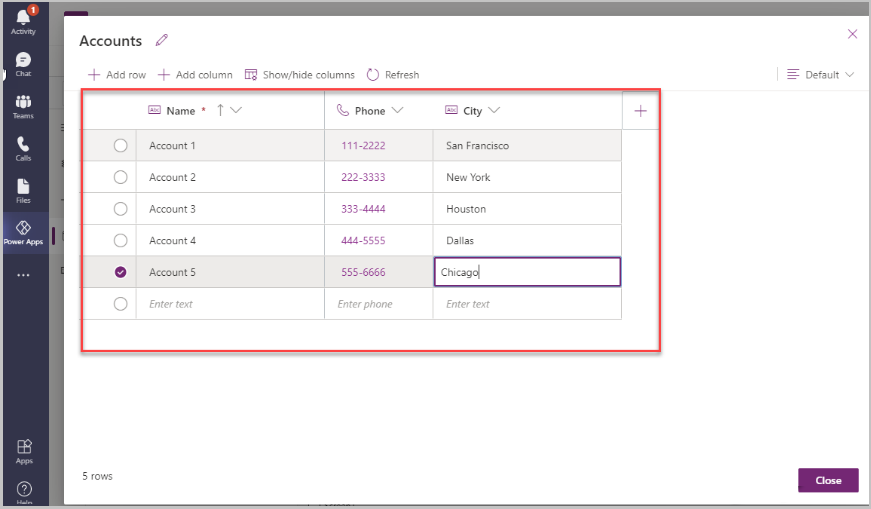 1
Activity
Chat
Teams
Calls
Files
Power Apps
Apps
Help
Accounts
Add row Add column Show/hide columns Refresh Default
Abc Name * Phone Abc City
Account 1 111-2222 San Francisco
Account 2 222-3333 New York
Account 3 333-4444 Houston
Account 4 444-5555 Dallas
Account 5 555-6666 Chicago
Enter text Enter phone Enter text
5 rows
Close